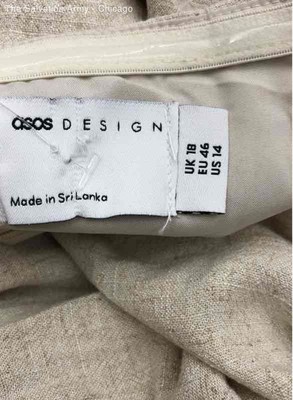 The Salvation Army - Chicago
asos DESIGN
Made in Sri Lanka
UK 18
EU 46
US 14